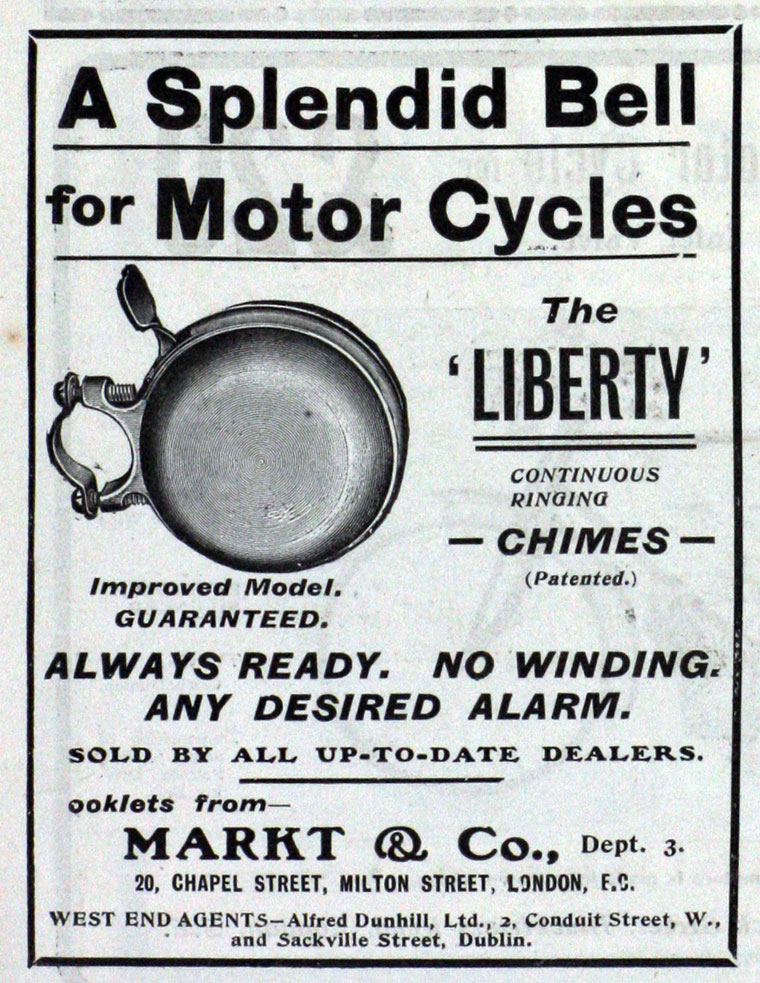 A Splendid Bell
for Motor Cycles
The
'LIBERTY'
CONTINUOUS
RINGING
— CHIMES —
(Patented.)
Improved Model.
GUARANTEED.
ALWAYS READY. NO WINDING.
ANY DESIRED ALARM.
SOLD BY ALL UP-TO-DATE DEALERS.
ooklets from—
MARKT & Co., Dept. 3.
20, CHAPEL STREET, MILTON STREET, LONDON, E.C.
WEST END AGENTS—Alfred Dunhill, Ltd., 2, Conduit Street, W.,
and Sackville Street, Dublin.